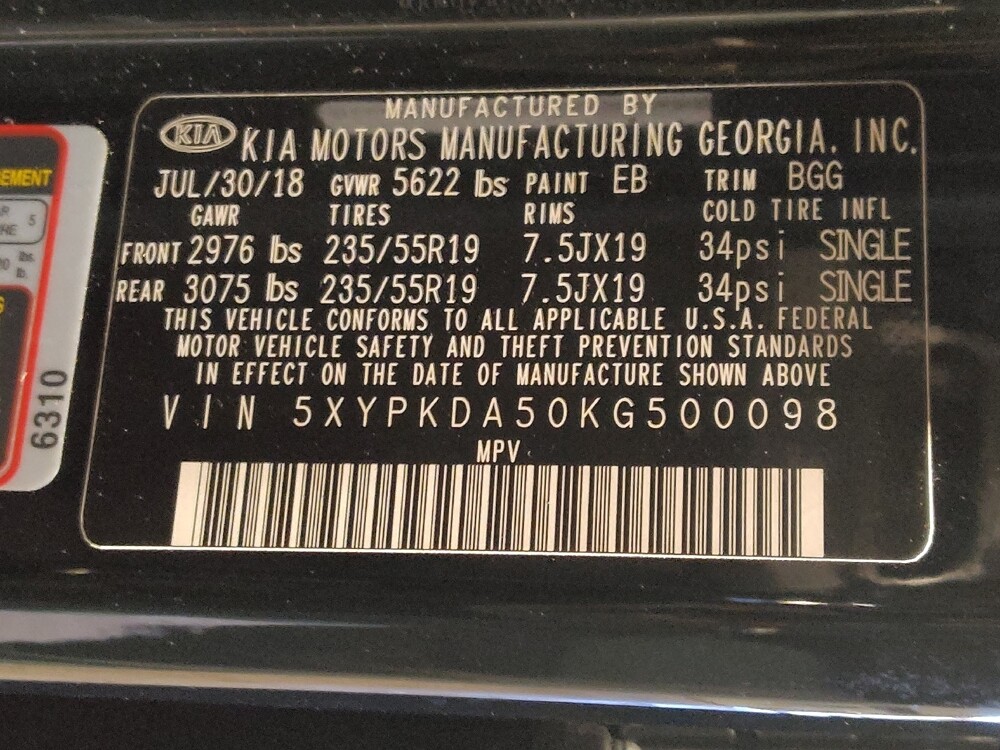 MANUFACTURED BY
KIA KIA MOTORS MANUFACTURING GEORGIA, INC.
JUL/30/18 GVWR 5622 lbs PAINT EB TRIM BGG
GAWR TIRES RIMS COLD TIRE INFL
FRONT 2976 lbs 235/55R19 7.5JX19 34psi SINGLE
REAR 3075 lbs 235/55R19 7.5JX19 34psi SINGLE
THIS VEHICLE CONFORMS TO ALL APPLICABLE U.S.A. FEDERAL
MOTOR VEHICLE SAFETY AND THEFT PREVENTION STANDARDS
IN EFFECT ON THE DATE OF MANUFACTURE SHOWN ABOVE
VIN 5XYPKDA50KG500098
MPV
EMENT
5
lbs.
lb.
6310